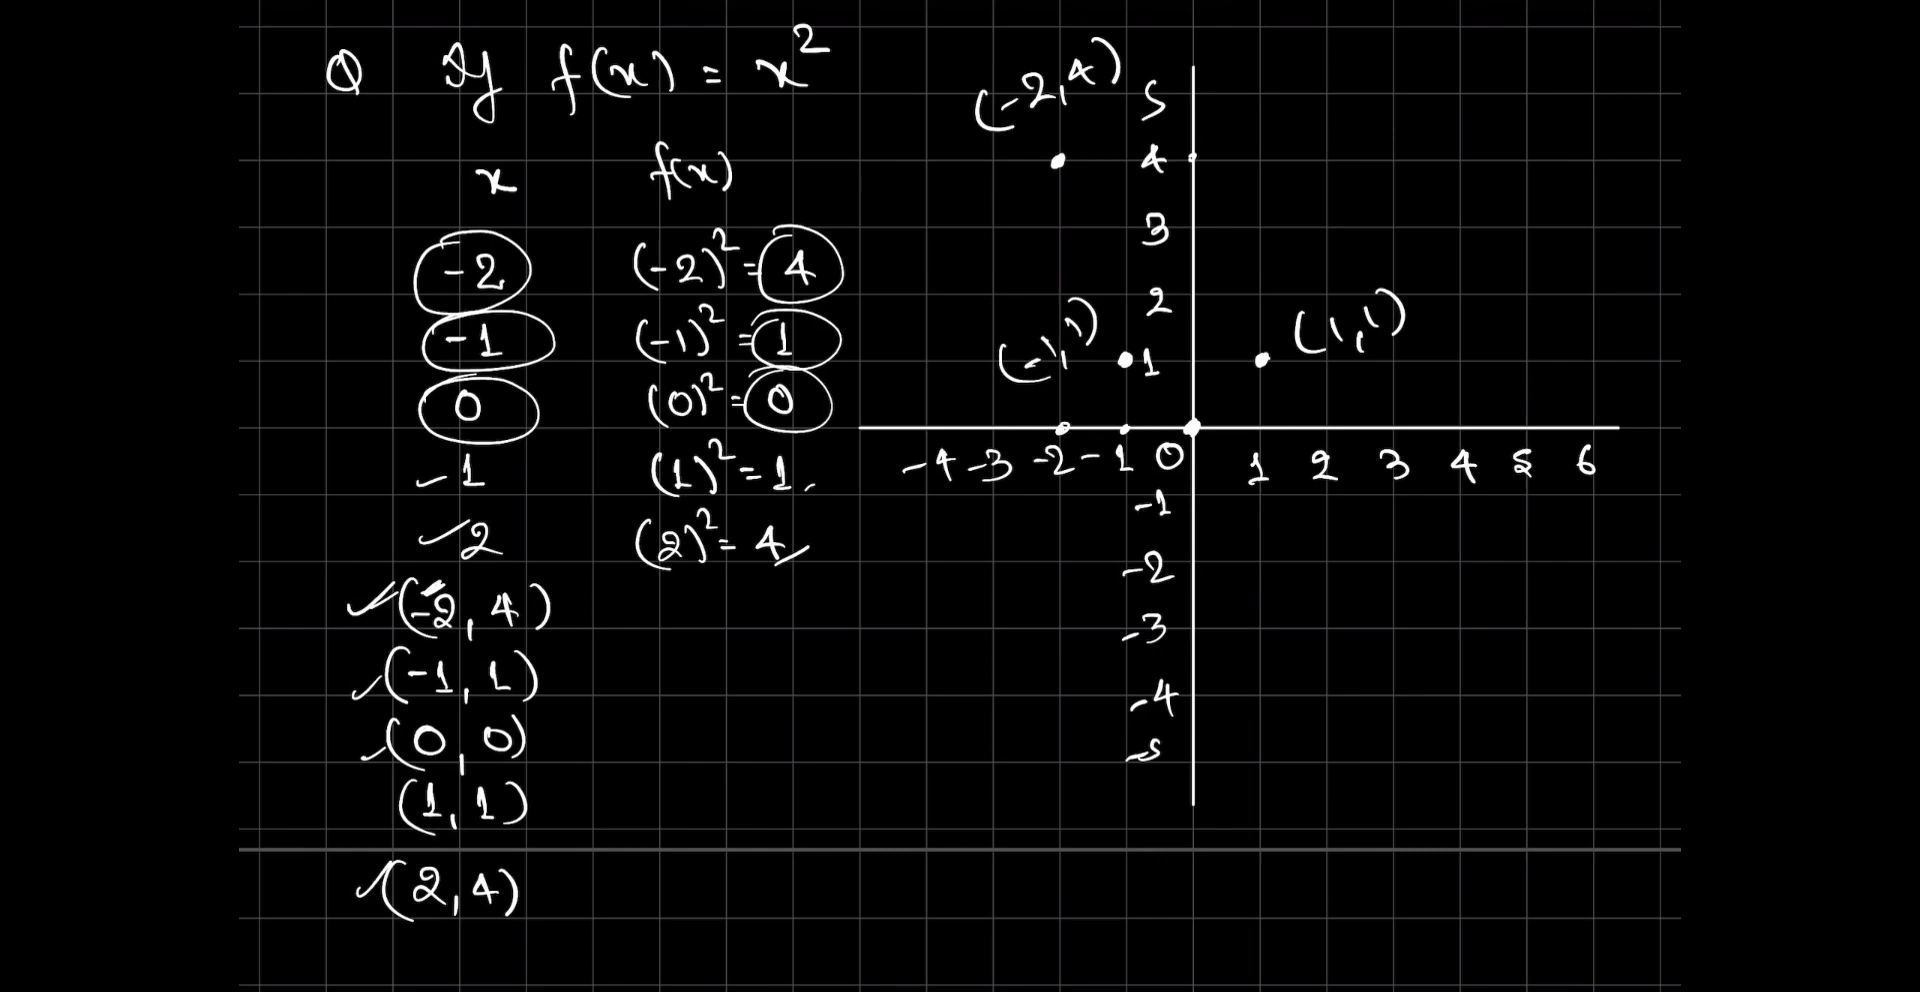 Q If f(x) = x²
x f(x)
-2 (-2)² = 4
-1 (-1)² = 1
0 (0)² = 0
1 (1)² = 1
2 (2)² = 4
(-2, 4)
(-1, 1)
(0, 0)
(1, 1)
(2, 4)
(-2, 4) 5
4
3
2
(-1, 1) 1 (1, 1)
-4 -3 -2 -1 0 1 2 3 4 5 6
-1
-2
-3
-4
-5